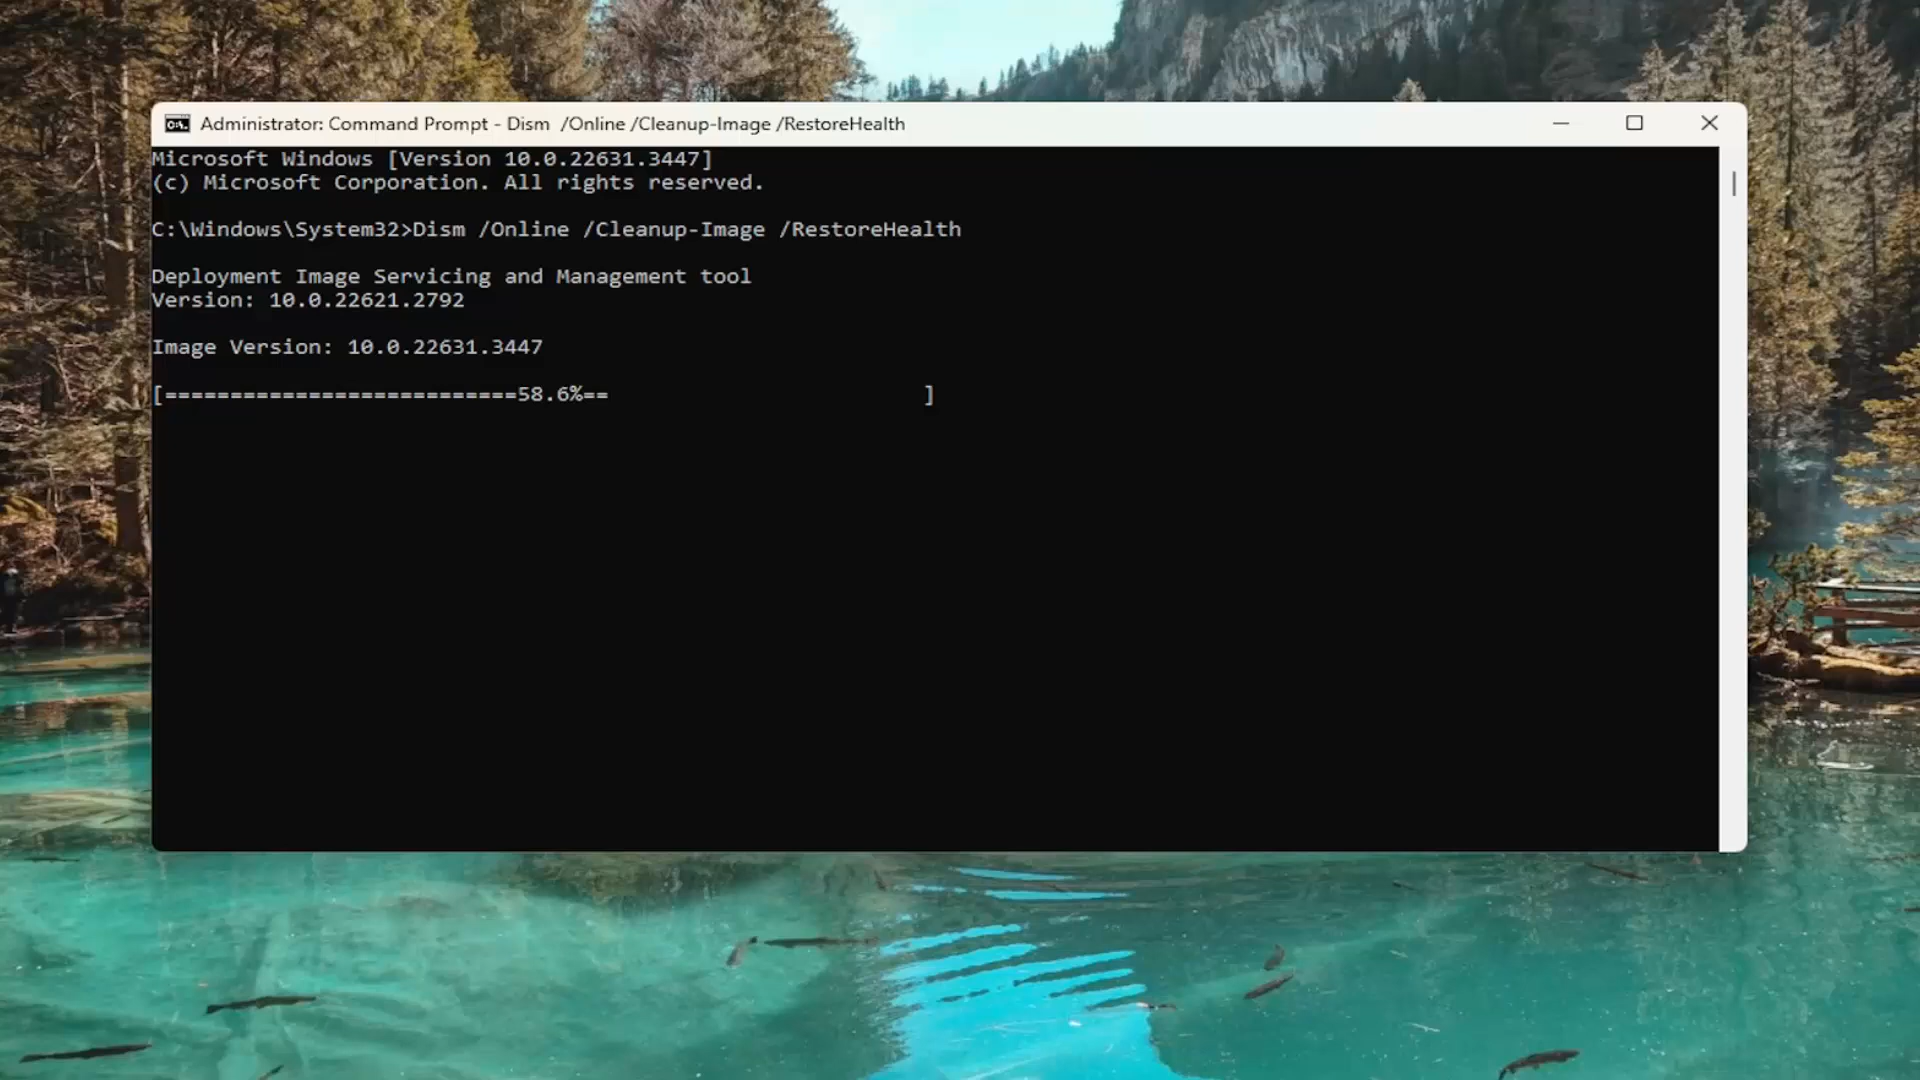 Administrator: Command Prompt - Dism  /Online /Cleanup-Image /RestoreHealth
Microsoft Windows [Version 10.0.22631.3447]
(c) Microsoft Corporation. All rights reserved.
C:\Windows\System32>Dism /Online /Cleanup-Image /RestoreHealth
Deployment Image Servicing and Management tool
Version: 10.0.22621.2792
Image Version: 10.0.22631.3447
[===========================58.6%==                        ]